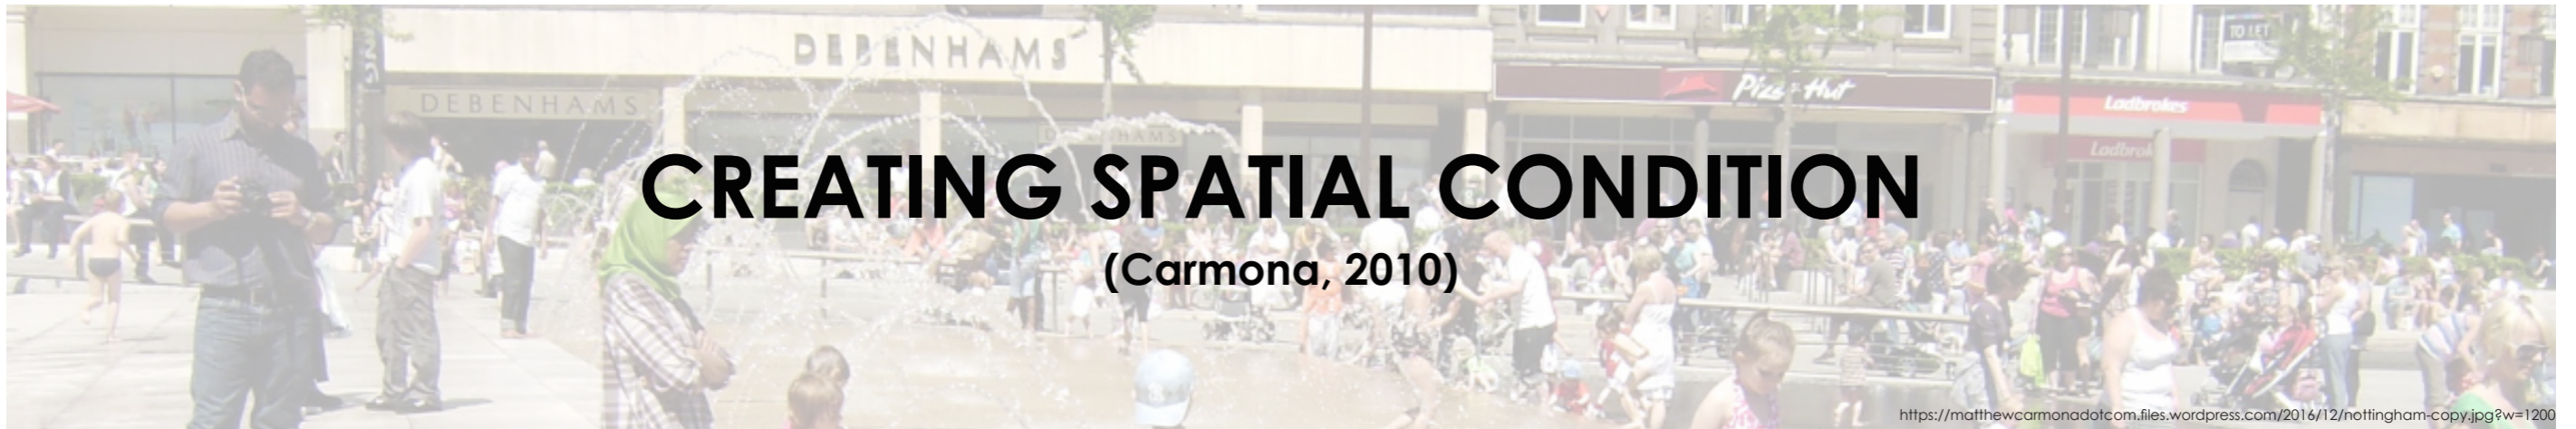 DEBENHAMS
DEBENHAMS
Pizza Hut
TO LET
Ladbrokes
CREATING SPATIAL CONDITION
(Carmona, 2010)
https://matthewcarmonadotcom.files.wordpress.com/2016/12/nottingham-copy.jpg?w=1200